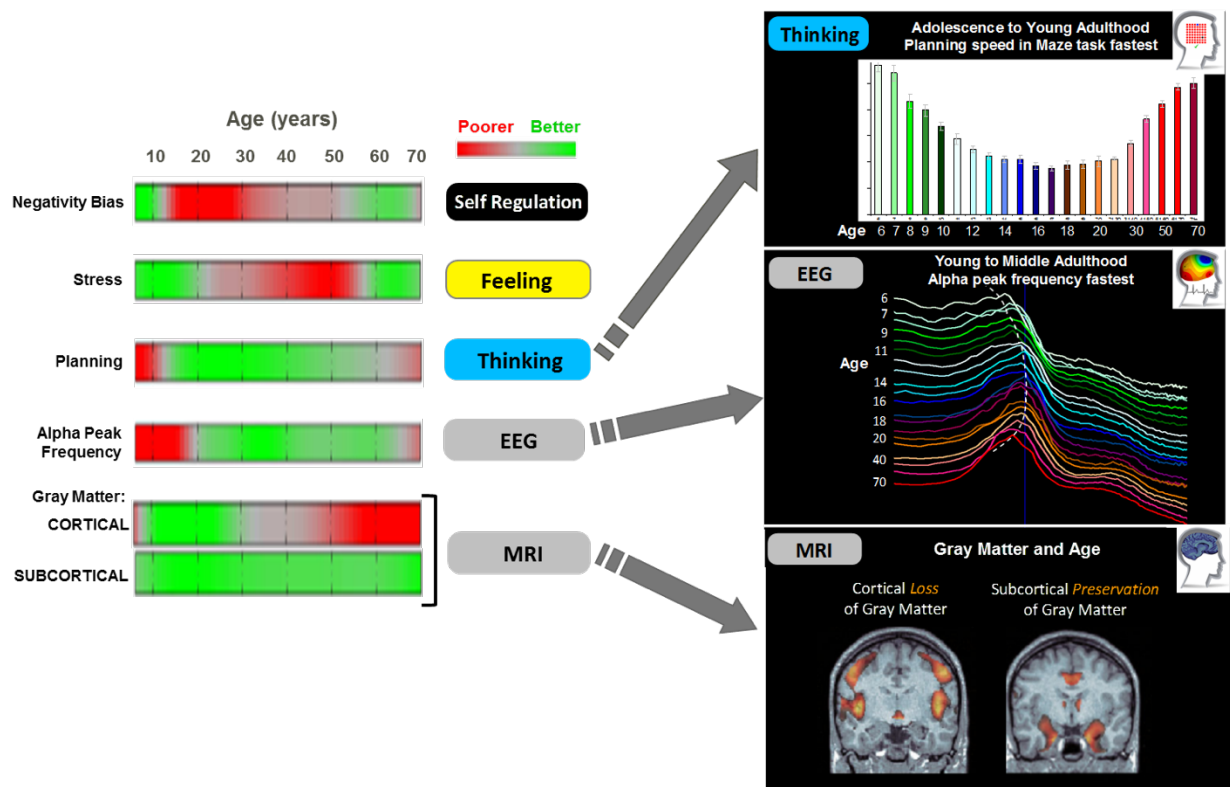 Age (years)
10 20 30 40 50 60 70
Poorer Better
Negativity Bias
Self Regulation
Stress
Feeling
Planning
Thinking
Alpha Peak
Frequency
EEG
Gray Matter:
CORTICAL
SUBCORTICAL
MRI
Thinking
Adolescence to Young Adulthood
Planning speed in Maze task fastest
Age 6 7 8 9 10 12 14 16 18 20 30 50 70
EEG
Young to Middle Adulthood
Alpha peak frequency fastest
6
7
9
11
Age
14
16
18
20
40
70
MRI
Gray Matter and Age
Cortical Loss
of Gray Matter
Subcortical Preservation
of Gray Matter